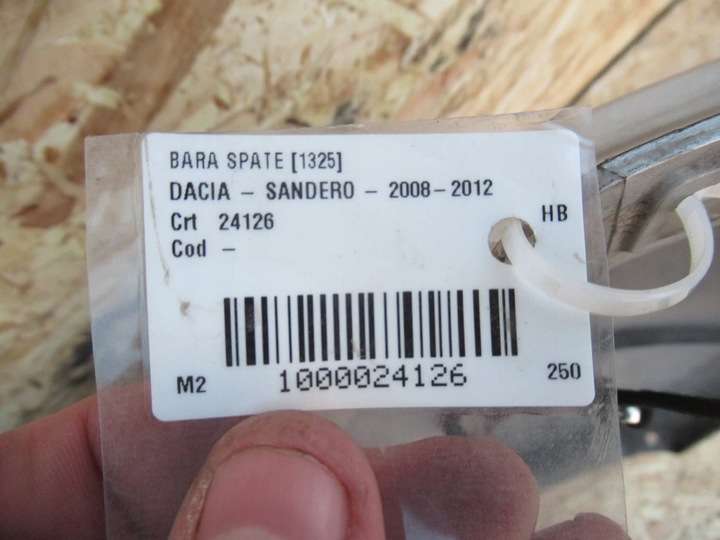 BARA SPATE [1325]
DACIA – SANDERO – 2008–2012
Crt 24126 HB
Cod –
1000024126
M2 250